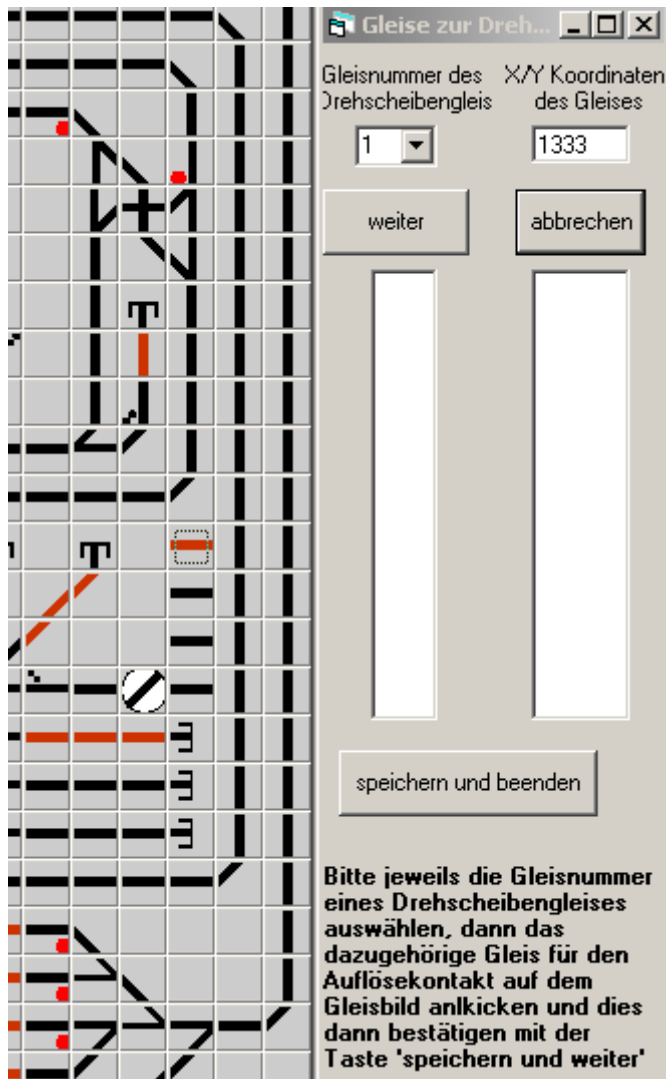 Gleise zur Dreh...
Gleisnummer des
Drehscheibengleis
X/Y Koordinaten
des Gleises
1
1333
weiter
abbrechen
speichern und beenden
Bitte jeweils die Gleisnummer
eines Drehscheibengleises
auswählen, dann das
dazugehörige Gleis für den
Auflösekontakt auf dem
Gleisbild anlkicken und dies
dann bestätigen mit der
Taste 'speichern und weiter'